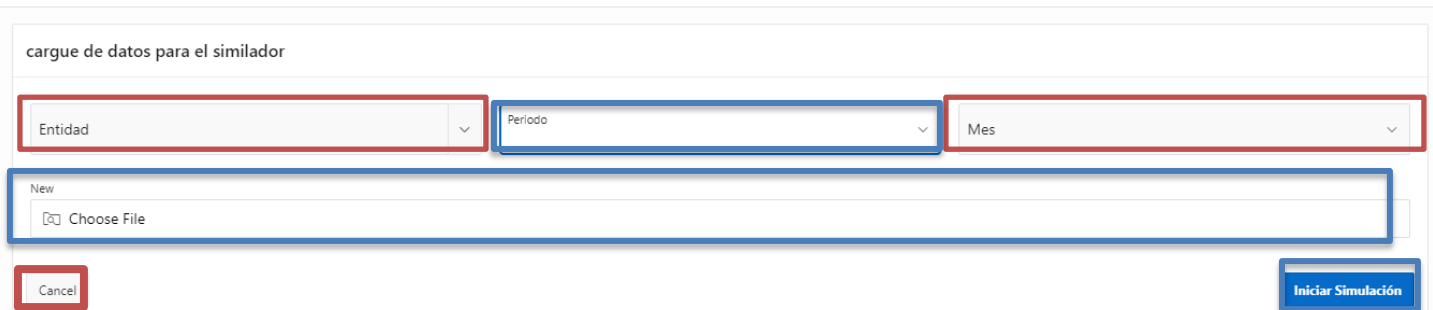 cargue de datos para el similador
Entidad
Periodo
Mes
New
Choose File
Cancel
Iniciar Simulación